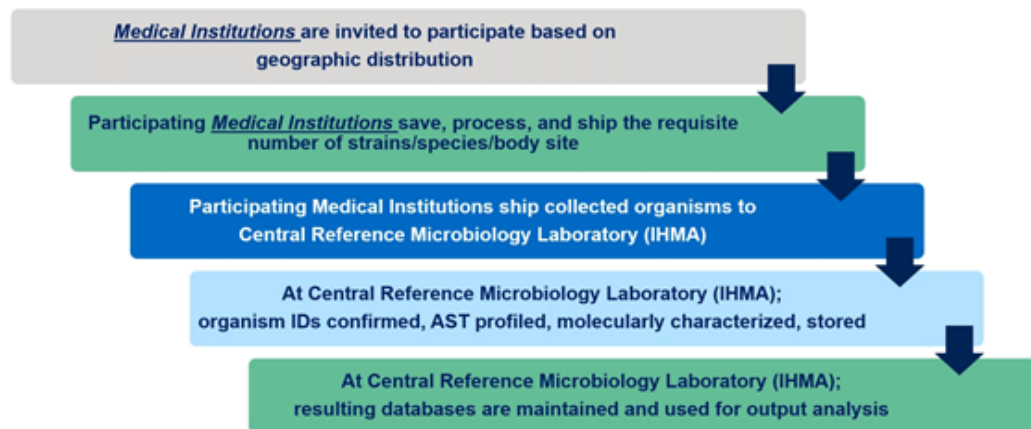 Medical Institutions are invited to participate based on
geographic distribution
Participating Medical Institutions save, process, and ship the requisite
number of strains/species/body site
Participating Medical Institutions ship collected organisms to
Central Reference Microbiology Laboratory (IHMA)
At Central Reference Microbiology Laboratory (IHMA);
organism IDs confirmed, AST profiled, molecularly characterized, stored
At Central Reference Microbiology Laboratory (IHMA);
resulting databases are maintained and used for output analysis